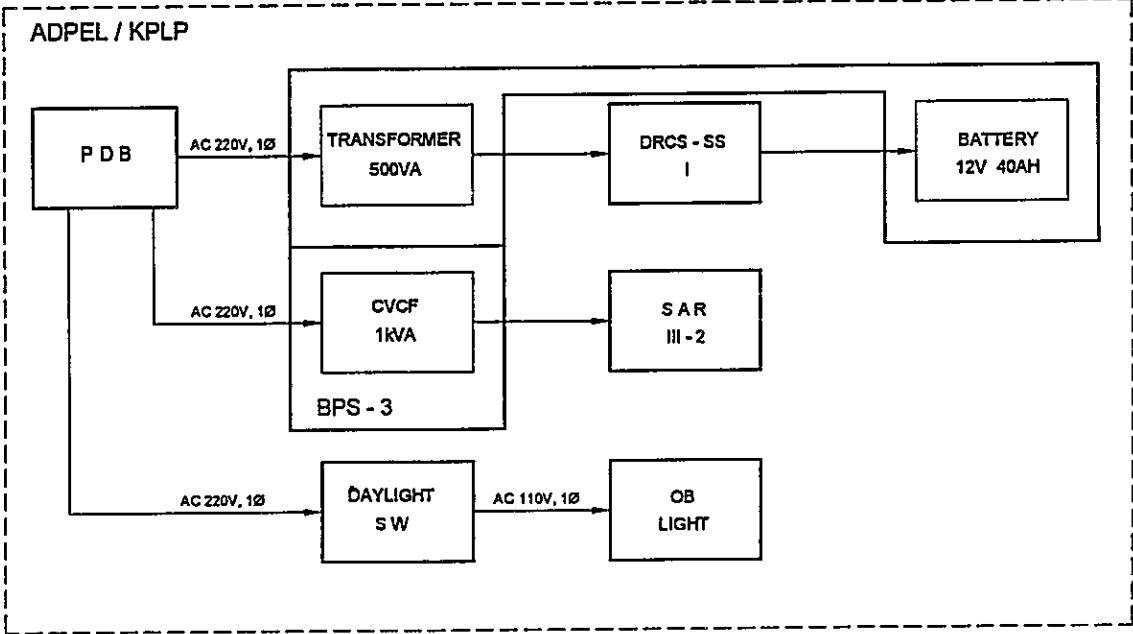 ADPEL / KPLP
P D B
AC 220V, 1Ø
TRANSFORMER
500VA
DRCS - SS
I
BATTERY
12V 40AH
AC 220V, 1Ø
CVCF
1kVA
S A R
III - 2
BPS - 3
AC 220V, 1Ø
DAYLIGHT
S W
AC 110V, 1Ø
OB
LIGHT